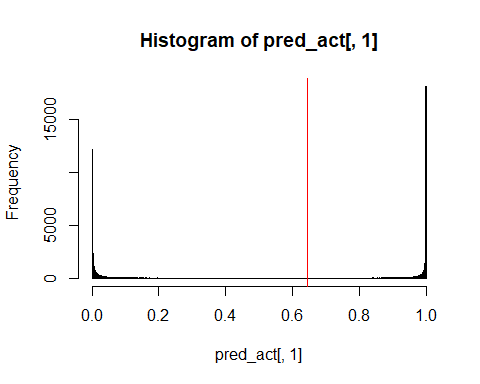 Histogram of pred_act[, 1]
Frequency
15000
5000
0
0.0 0.2 0.4 0.6 0.8 1.0
pred_act[, 1]